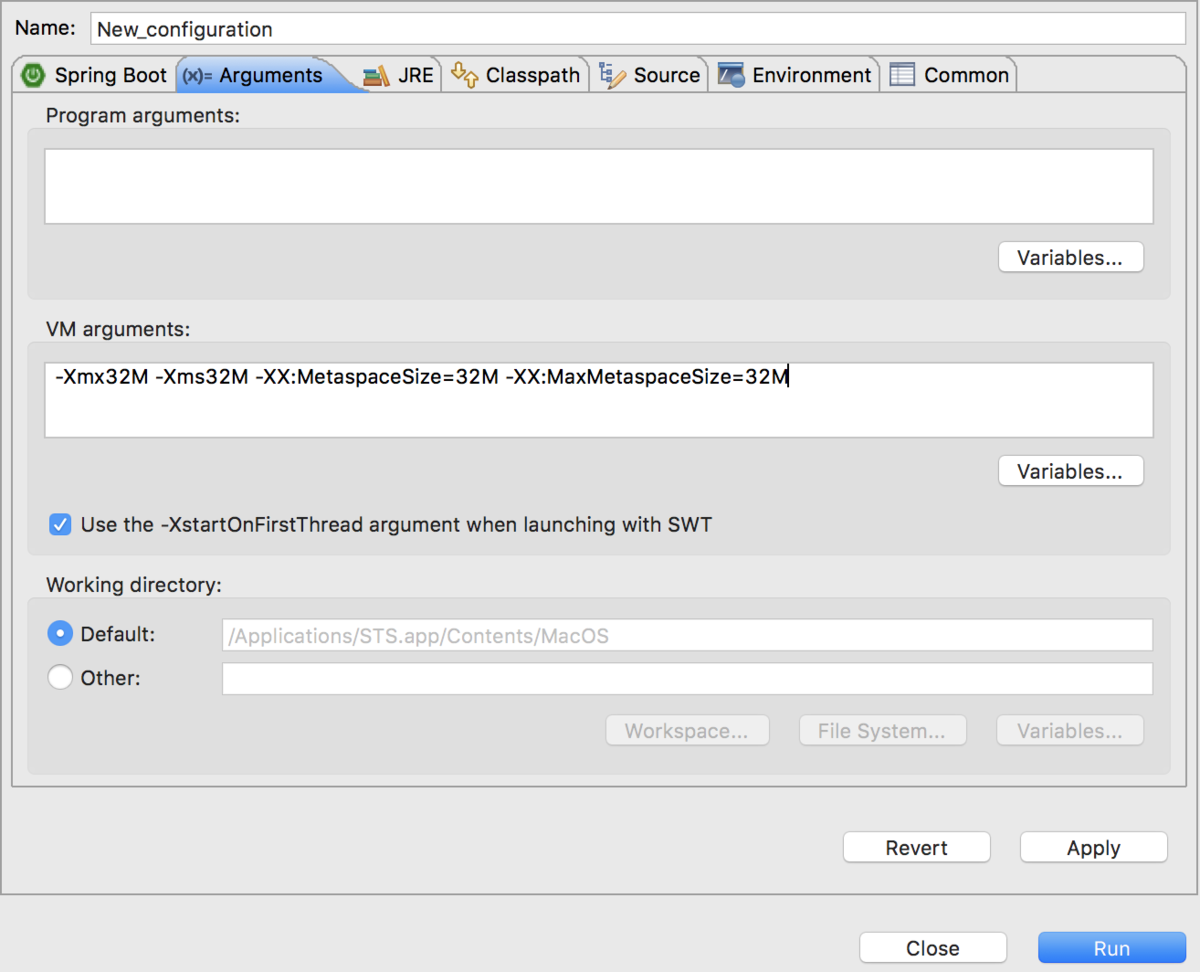 Name: New_configuration
Spring Boot (x)= Arguments JRE Classpath Source Environment Common
Program arguments:
Variables...
VM arguments:
-Xmx32M -Xms32M -XX:MetaspaceSize=32M -XX:MaxMetaspaceSize=32M
Variables...
Use the -XstartOnFirstThread argument when launching with SWT
Working directory:
Default: /Applications/STS.app/Contents/MacOS
Other:
Workspace... File System... Variables...
Revert Apply
Close Run